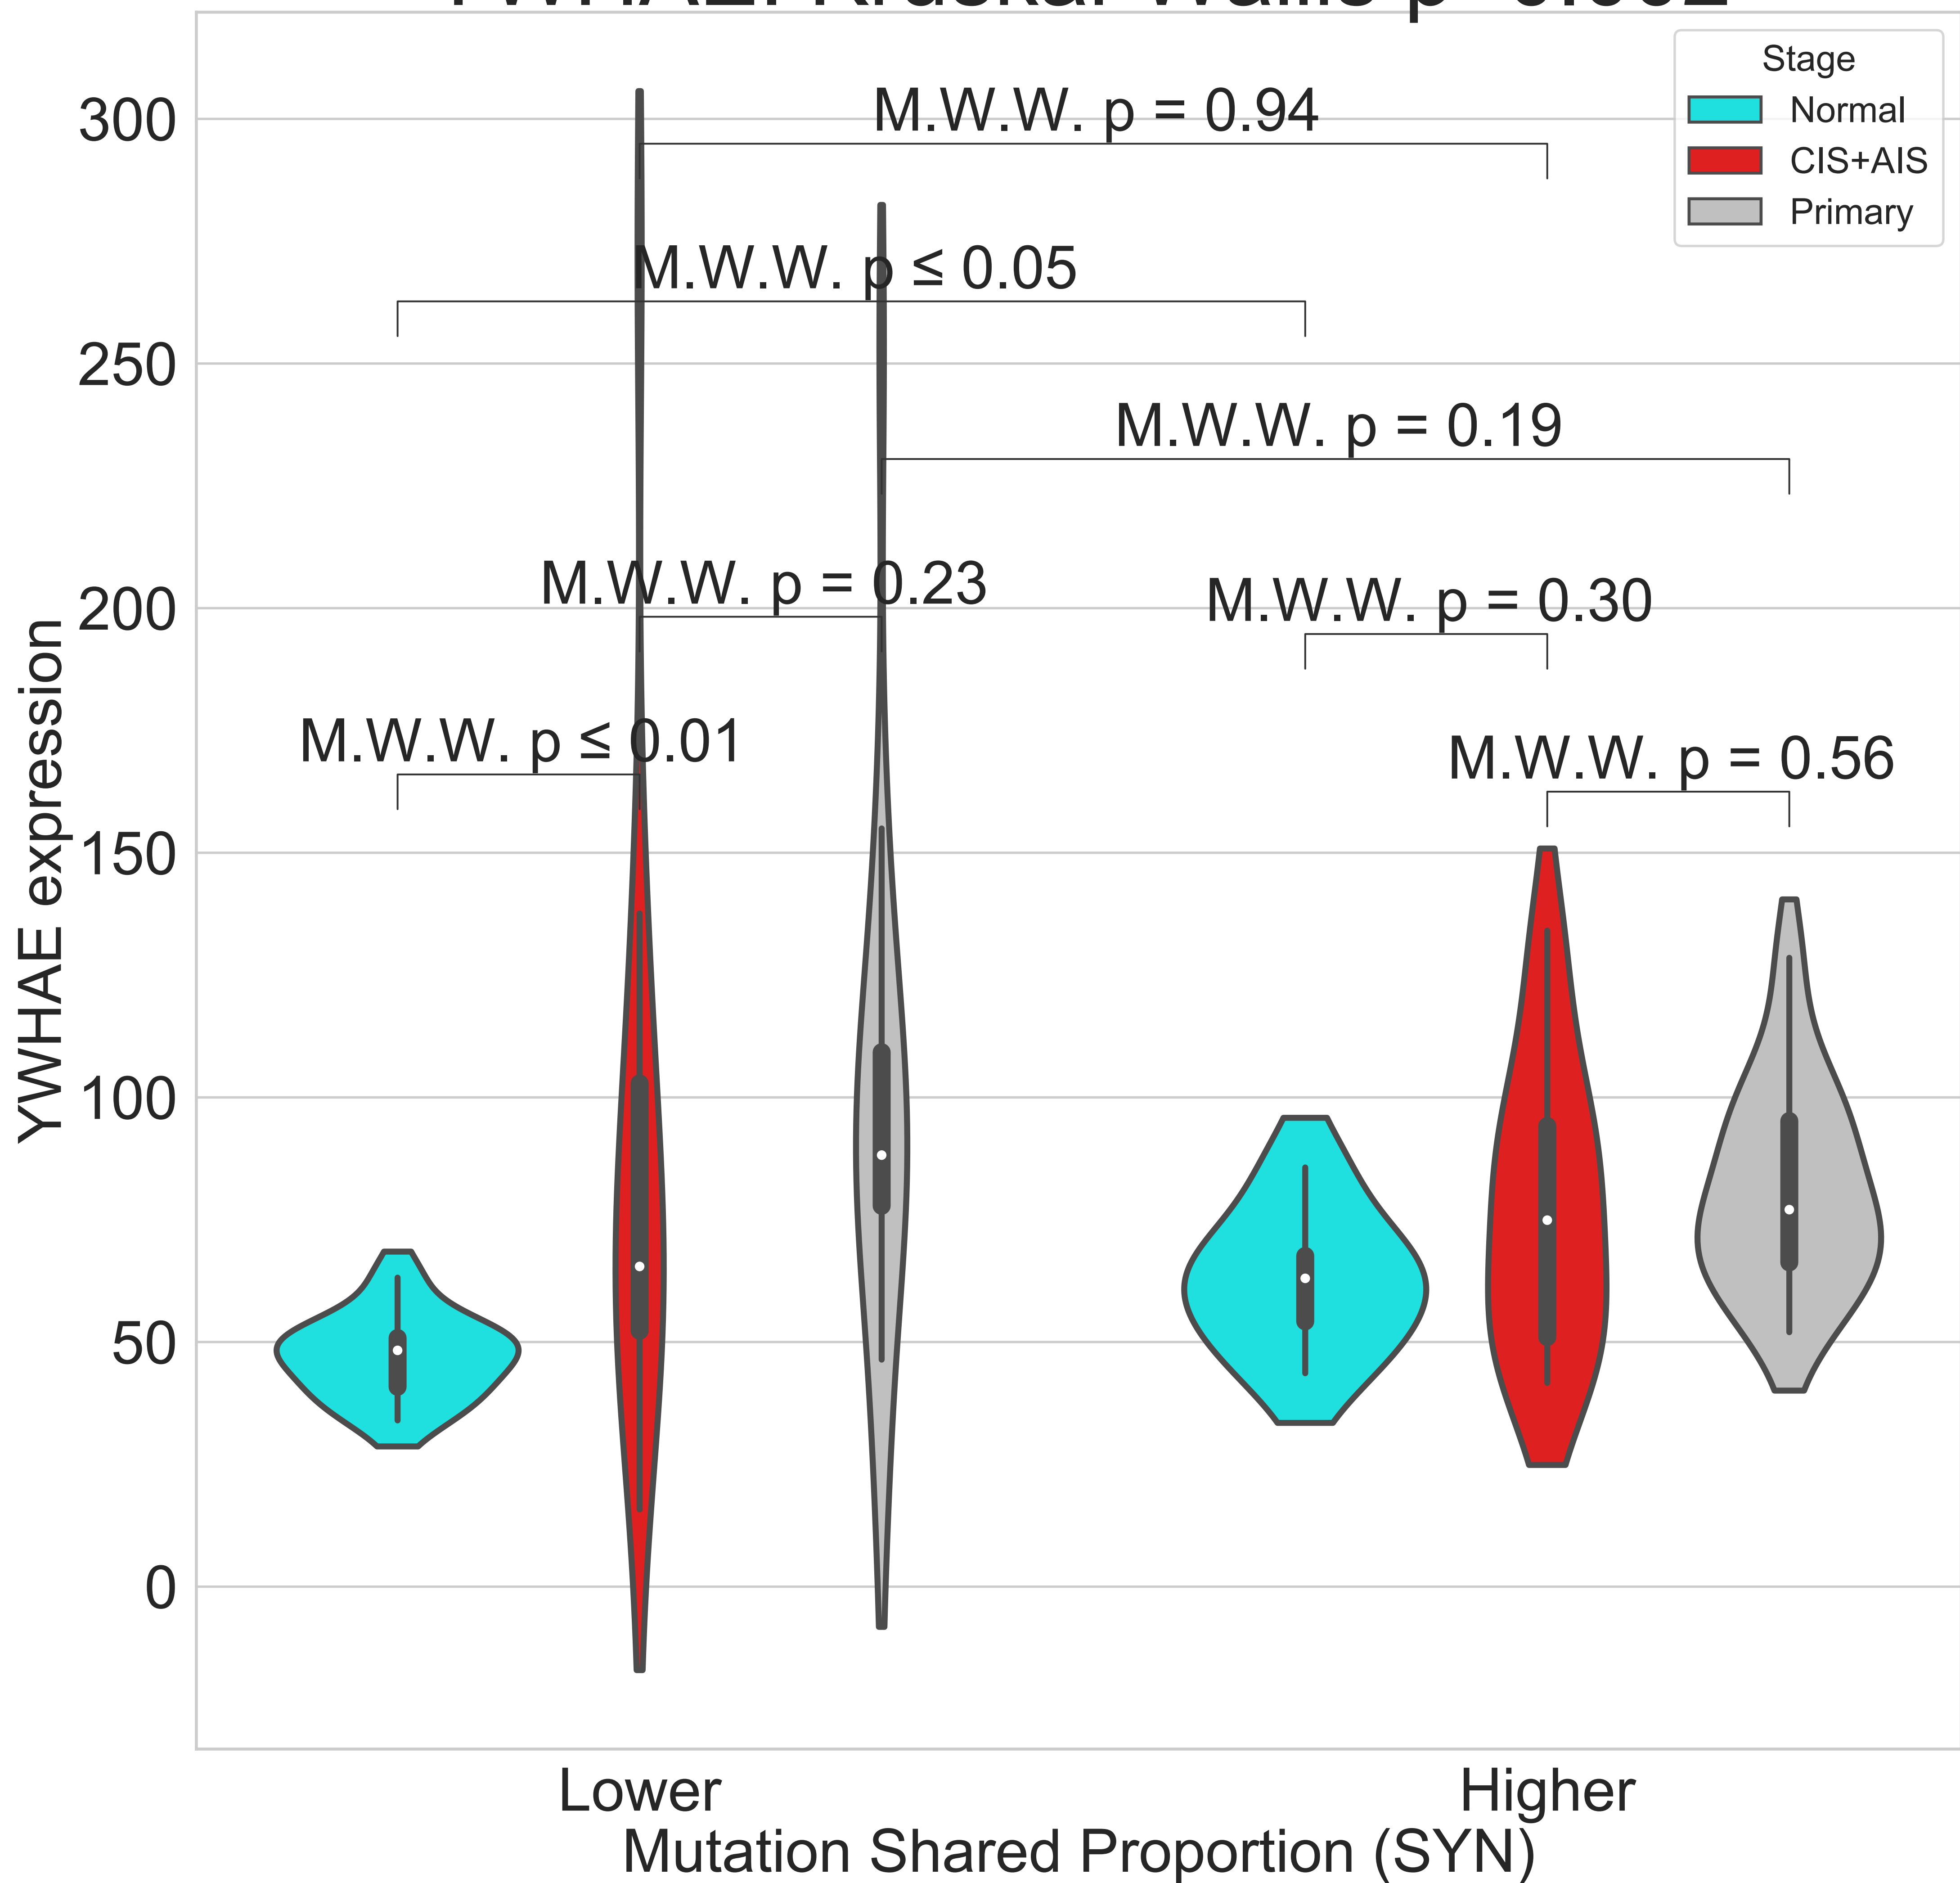 Stage
Normal
CIS+AIS
Primary
M.W.W. p = 0.94
M.W.W. p ≤ 0.05
M.W.W. p = 0.19
M.W.W. p = 0.23
M.W.W. p = 0.30
M.W.W. p ≤ 0.01
M.W.W. p = 0.56
300
250
200
150
100
50
0
YWHAE expression
Lower
Higher
Mutation Shared Proportion (SYN)